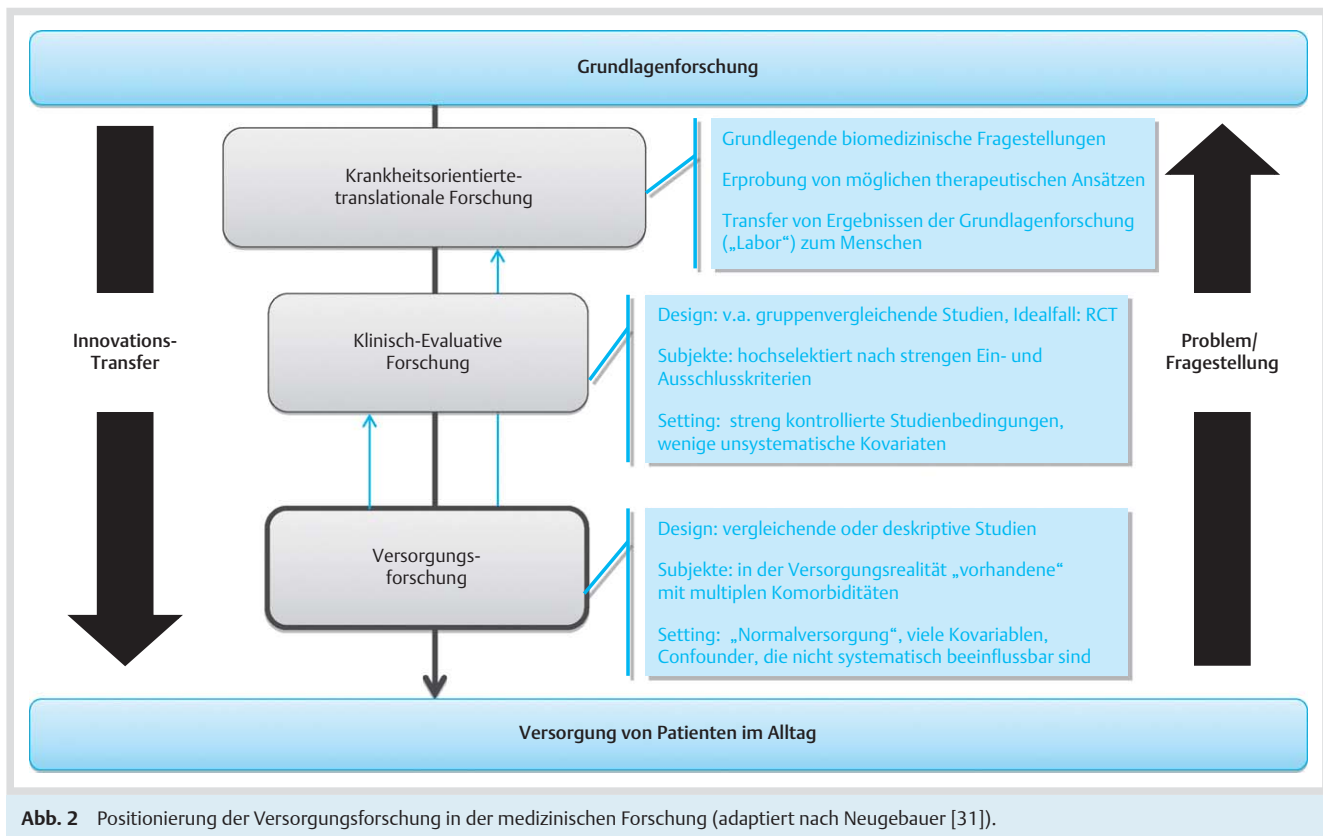 Grundlagenforschung
Krankheitsorientierte-
translationale Forschung
Grundlegende biomedizinische Fragestellungen
Erprobung von möglichen therapeutischen Ansätzen
Transfer von Ergebnissen der Grundlagenforschung
(„Labor“) zum Menschen
Innovations-
Transfer
Klinisch-Evaluative
Forschung
Design: v.a. gruppenvergleichende Studien, Idealfall: RCT
Subjekte: hochselektiert nach strengen Ein- und
Ausschlusskriterien
Setting: streng kontrollierte Studienbedingungen,
wenige unsystematische Kovariaten
Problem/
Fragestellung
Versorgungs-
forschung
Design: vergleichende oder deskriptive Studien
Subjekte: in der Versorgungsrealität „vorhandene“
mit multiplen Komorbiditäten
Setting: „Normalversorgung“, viele Kovariablen,
Confounder, die nicht systematisch beeinflussbar sind
Versorgung von Patienten im Alltag
Abb. 2 Positionierung der Versorgungsforschung in der medizinischen Forschung (adaptiert nach Neugebauer [31]).